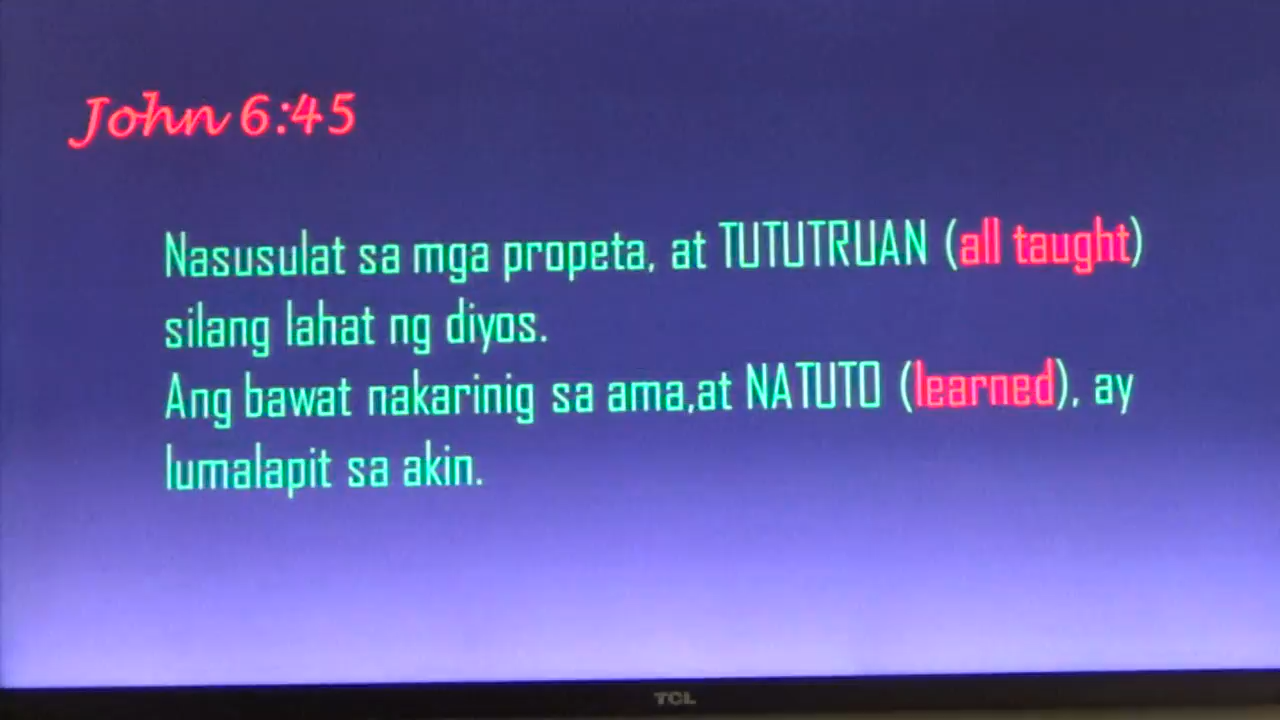 John 6:45
Nasusulat sa mga propeta, at TUTUTRUAN (all taught)
silang lahat ng diyos.
Ang bawat nakarinig sa ama,at NATUTO (learned), ay
lumalapit sa akin.
TCL